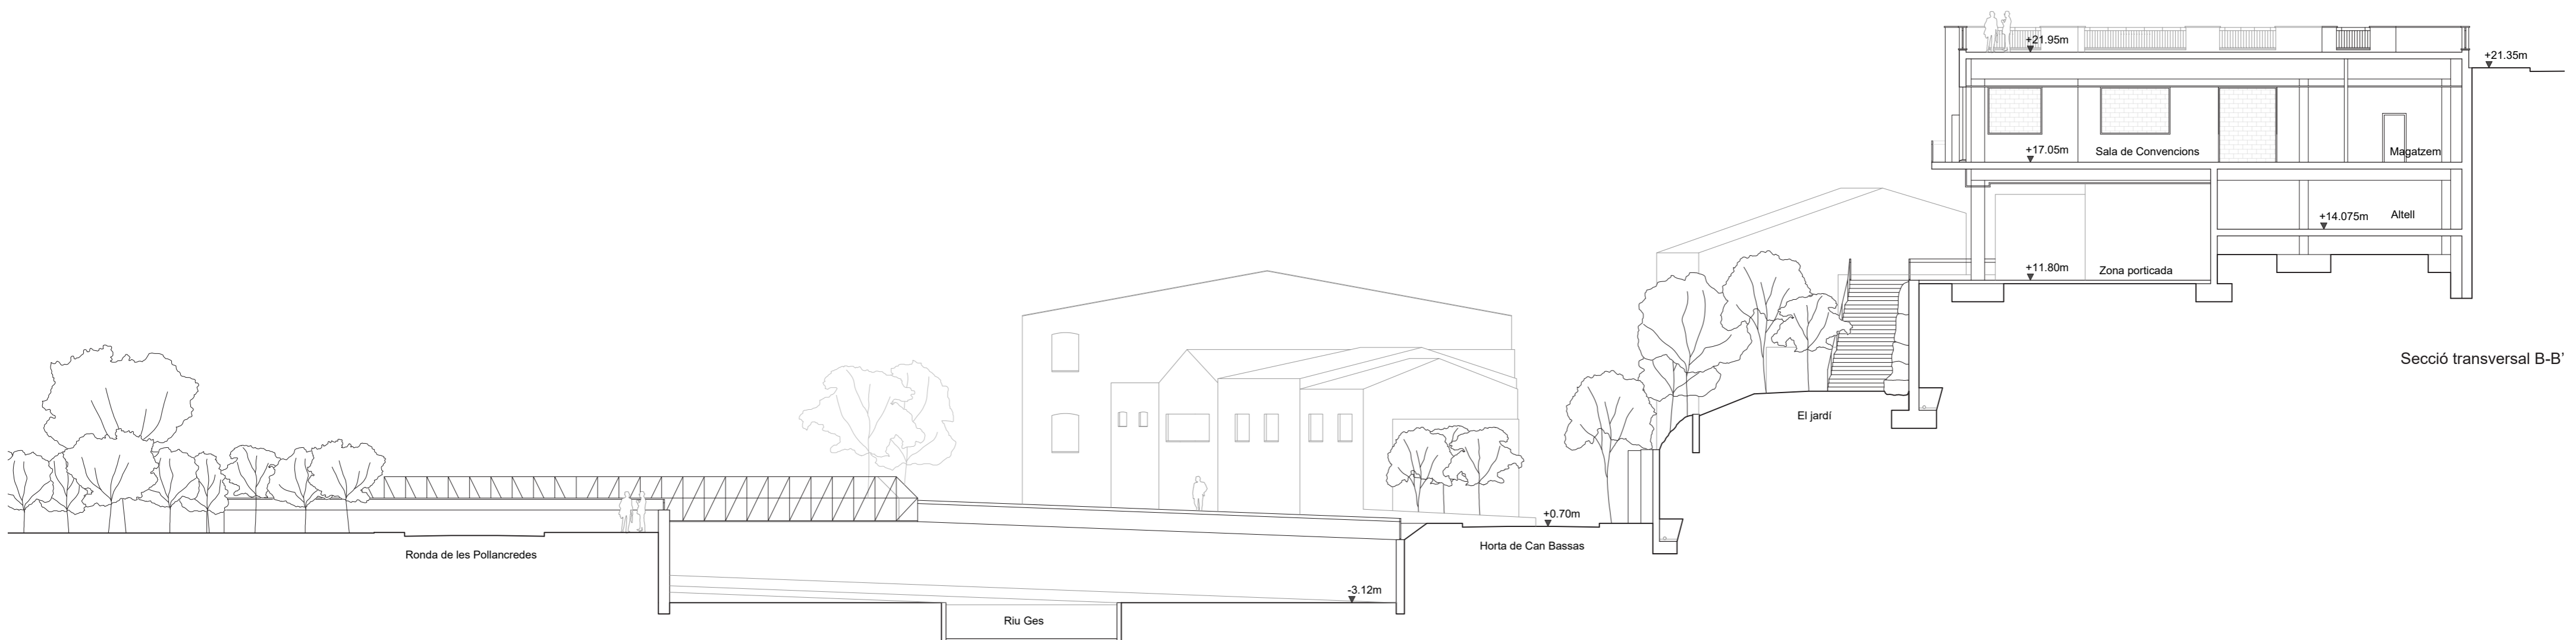 +21.95m
+21.35m
+17.05m
Sala de Convencions
Magatzem
+14.075m
Altell
+11.80m
Zona porticada
Secció transversal B-B'
El jardí
+0.70m
Horta de Can Bassas
Ronda de les Pollancredes
-3.12m
Riu Ges